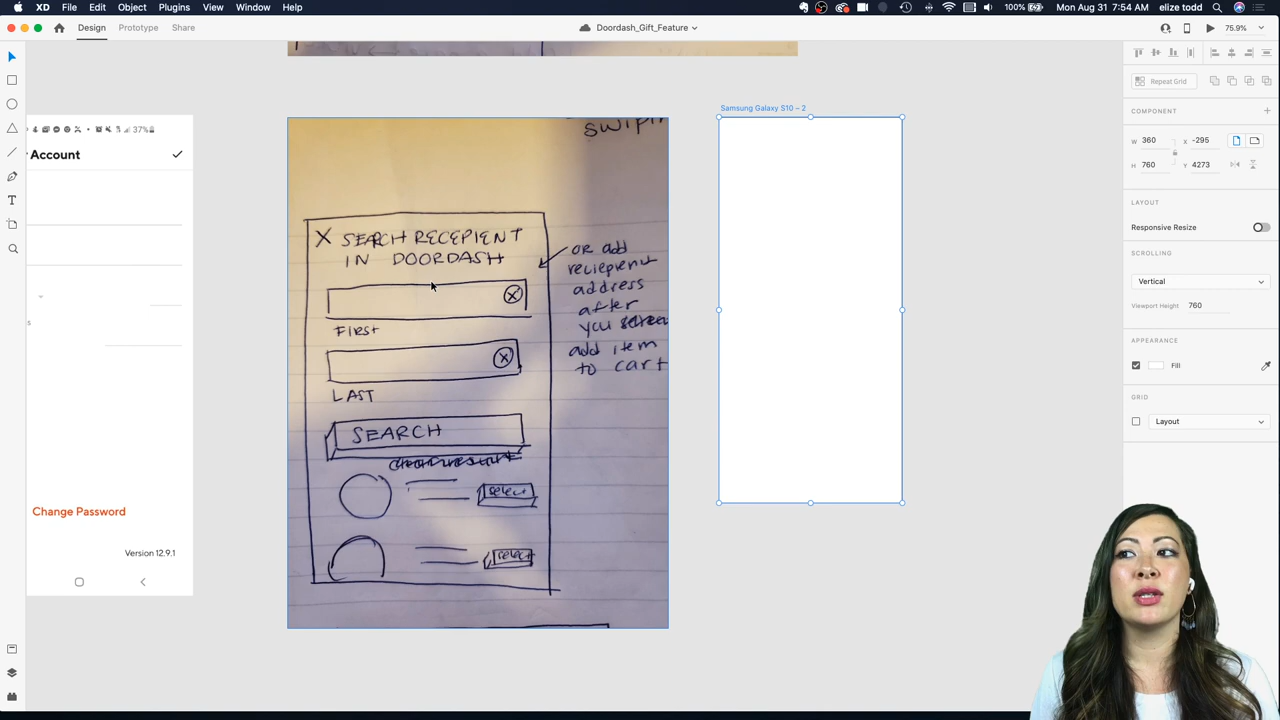 XD File Edit Object Plugins View Window Help
100% Mon Aug 31 7:54 AM elize todd
Design Prototype Share
Doordash_Gift_Feature
75.9%
37%
Account
Change Password
Version 12.9.1
SWIPIN
X SEARCH RECEPIENT
IN DOORDASH
X
FIRST
X
LAST
SEARCH
select
select
OR add
reciepient
address
after
you
add item
to cart
Samsung Galaxy S10 – 2
Repeat Grid
COMPONENT
W 360 X -295
H 760 Y 4273
LAYOUT
Responsive Resize
SCROLLING
Vertical
Viewport Height 760
APPEARANCE
Fill
GRID
Layout